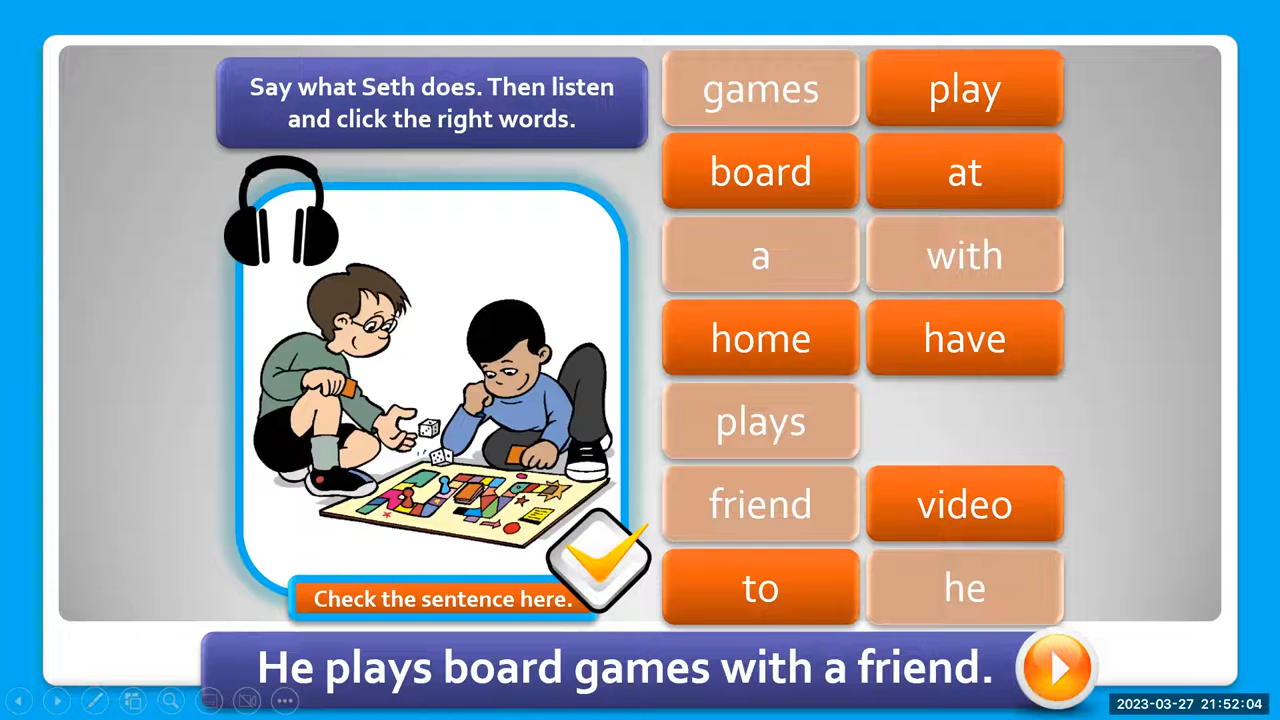 Say what Seth does. Then listen
and click the right words.
games play
board at
a with
home have
plays
friend video
to he
Check the sentence here.
He plays board games with a friend.
2023-03-27 21:52:04